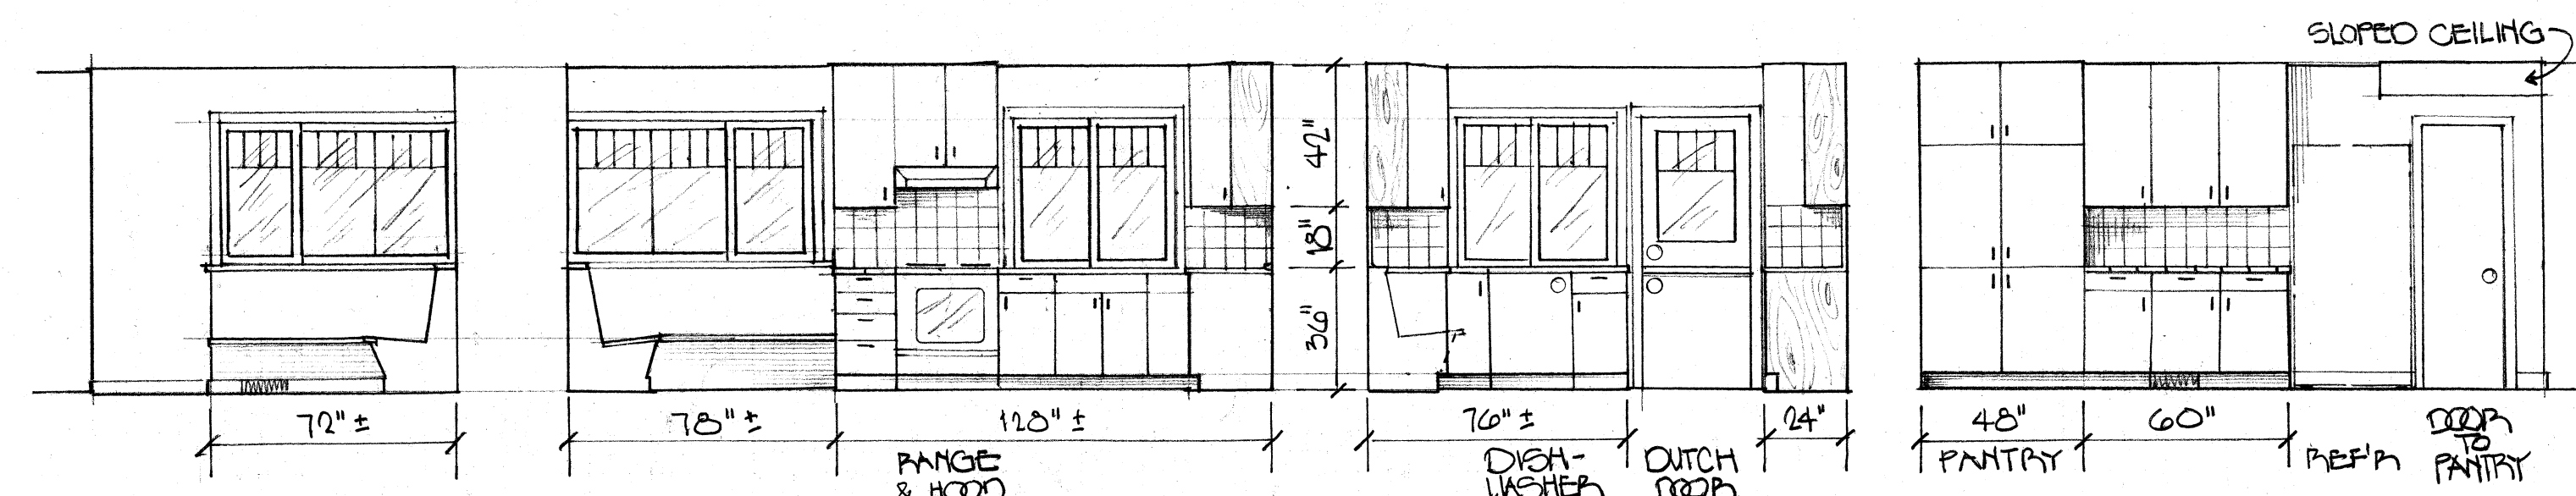 SLOPED CEILING
42"
18"
36"
72" ±
78" ±
128" ±
76" ±
24"
48"
60"
RANGE
& HOOD
DISH-
WASHER
DUTCH
DOOR
PANTRY
REF'R
DOOR
TO
PANTRY